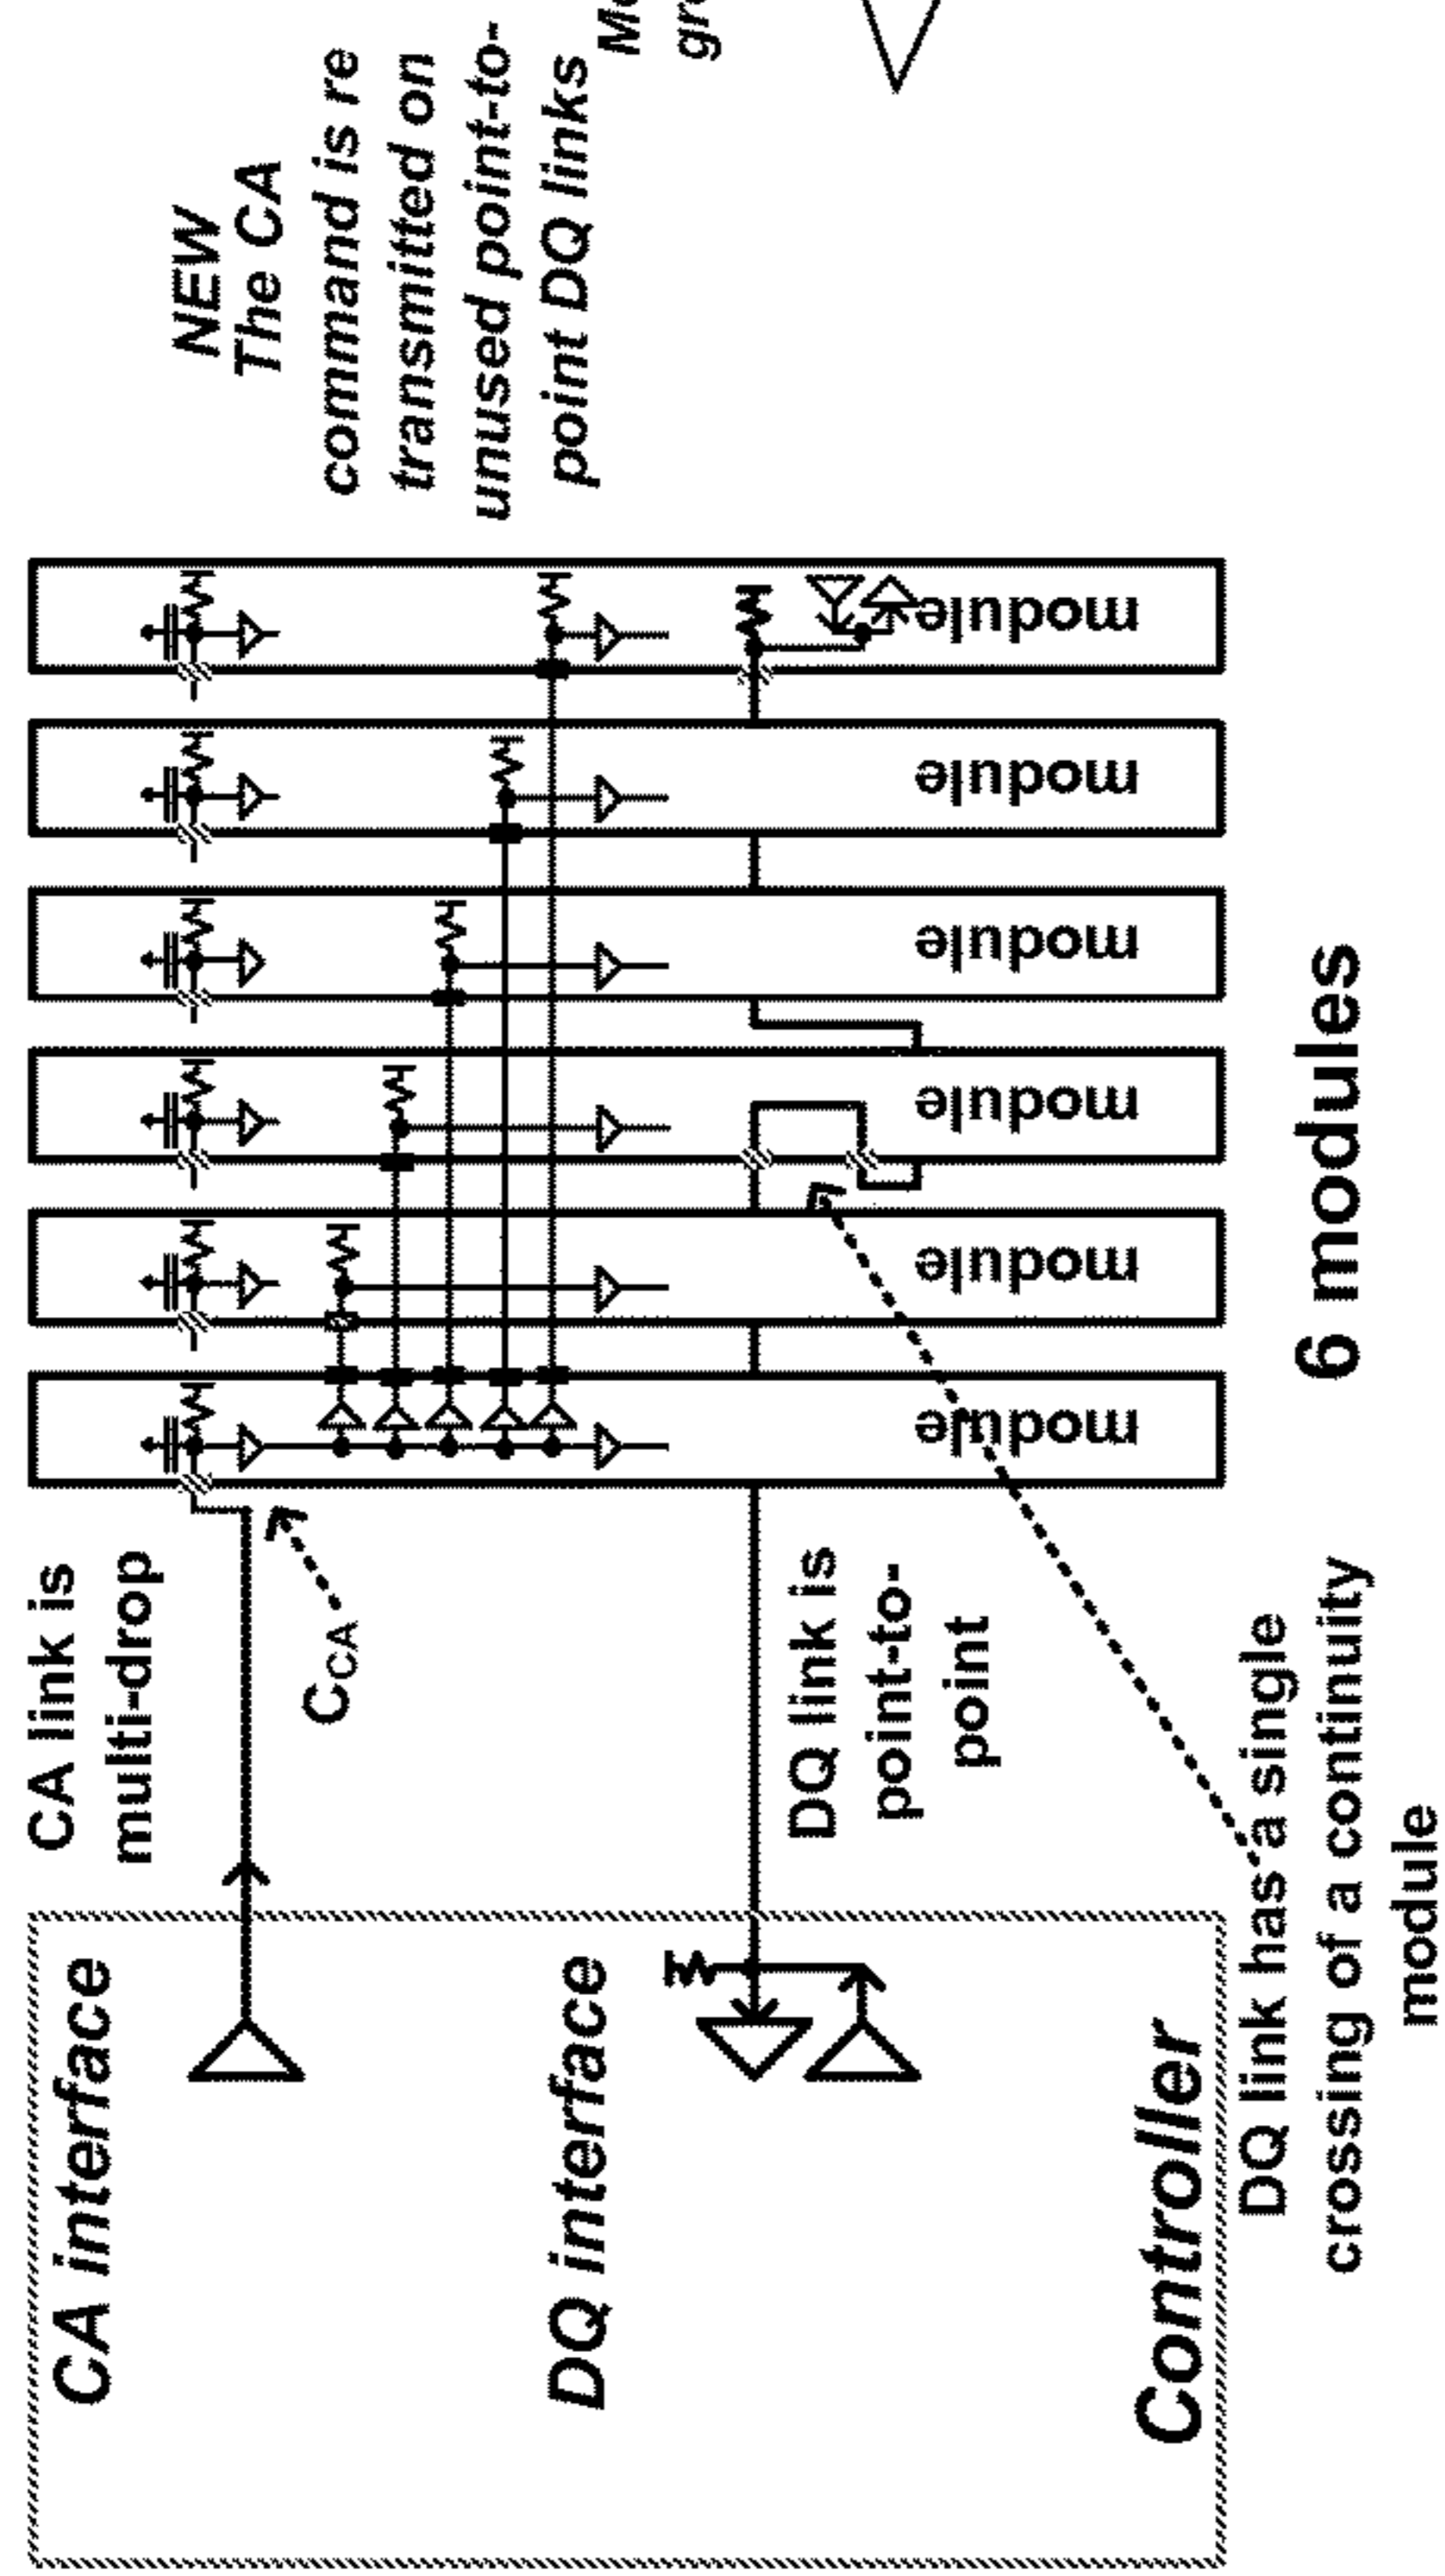 CA interface
DQ interface
Controller
CA link is
multi-drop
CCA
DQ link is
point-to-
point
DQ link has a single
crossing of a continuity
module
module
module
module
module
module
module
6 modules
NEW
The CA
command is re
transmitted on
unused point-to-
point DQ links